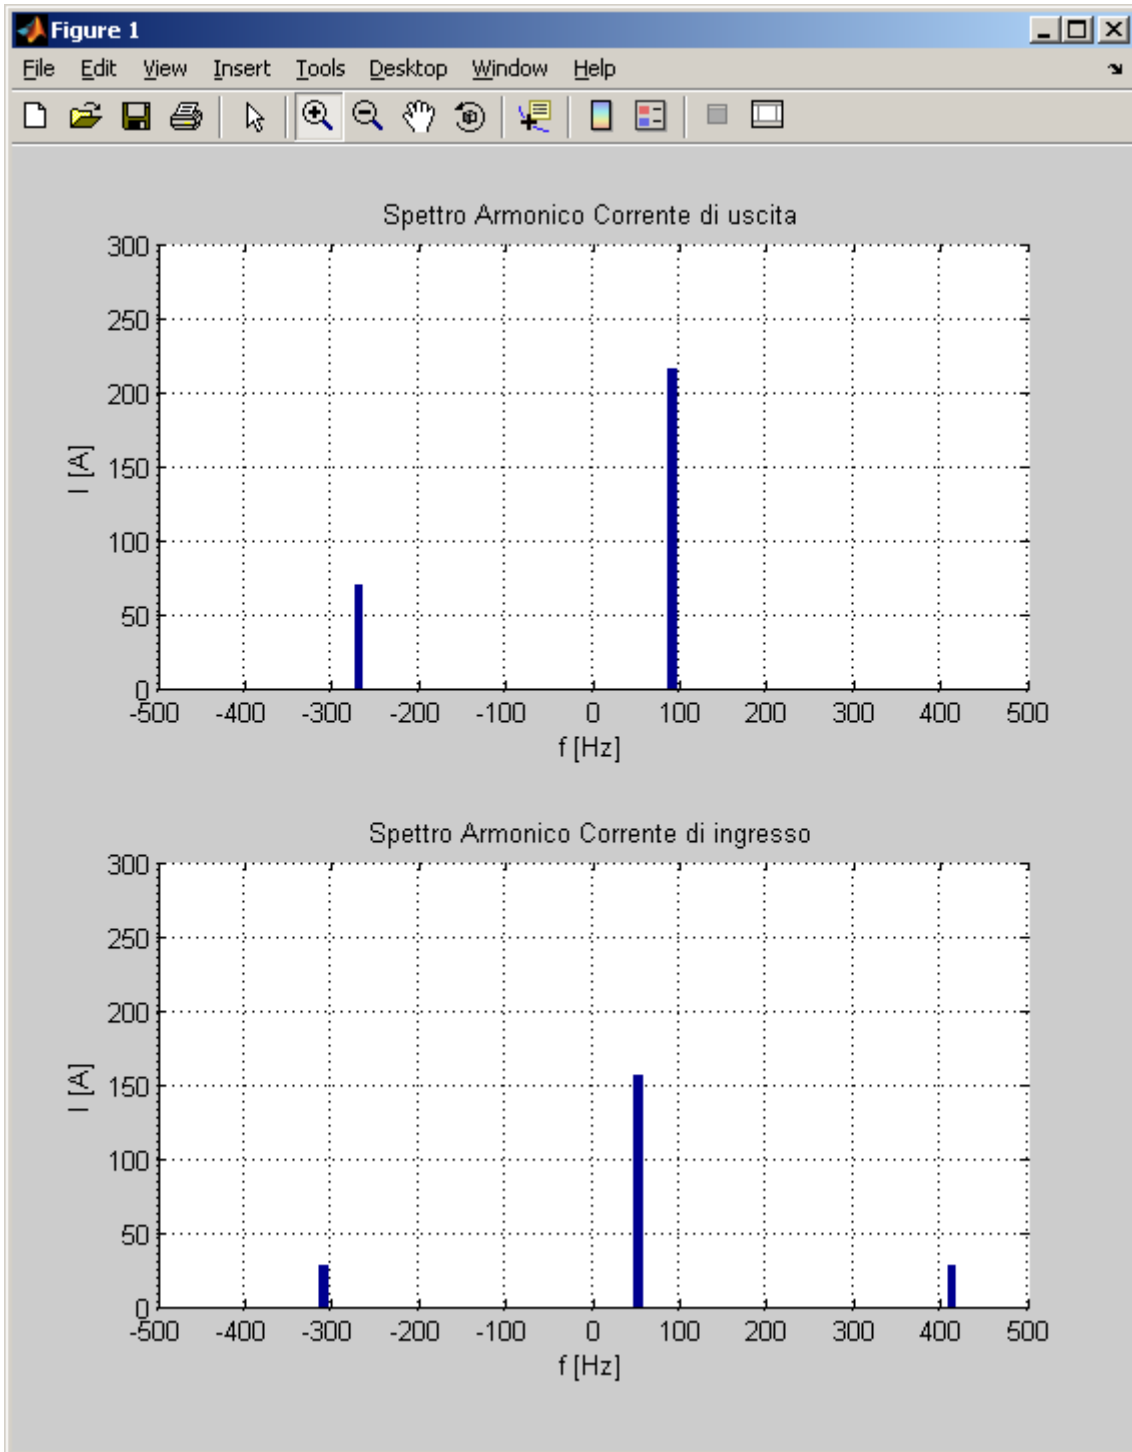 Figure 1
File Edit View Insert Tools Desktop Window Help
Spettro Armonico Corrente di uscita
300
250
200
150
100
50
0
I [A]
-500 -400 -300 -200 -100 0 100 200 300 400 500
f [Hz]
Spettro Armonico Corrente di ingresso
300
250
200
150
100
50
0
I [A]
-500 -400 -300 -200 -100 0 100 200 300 400 500
f [Hz]